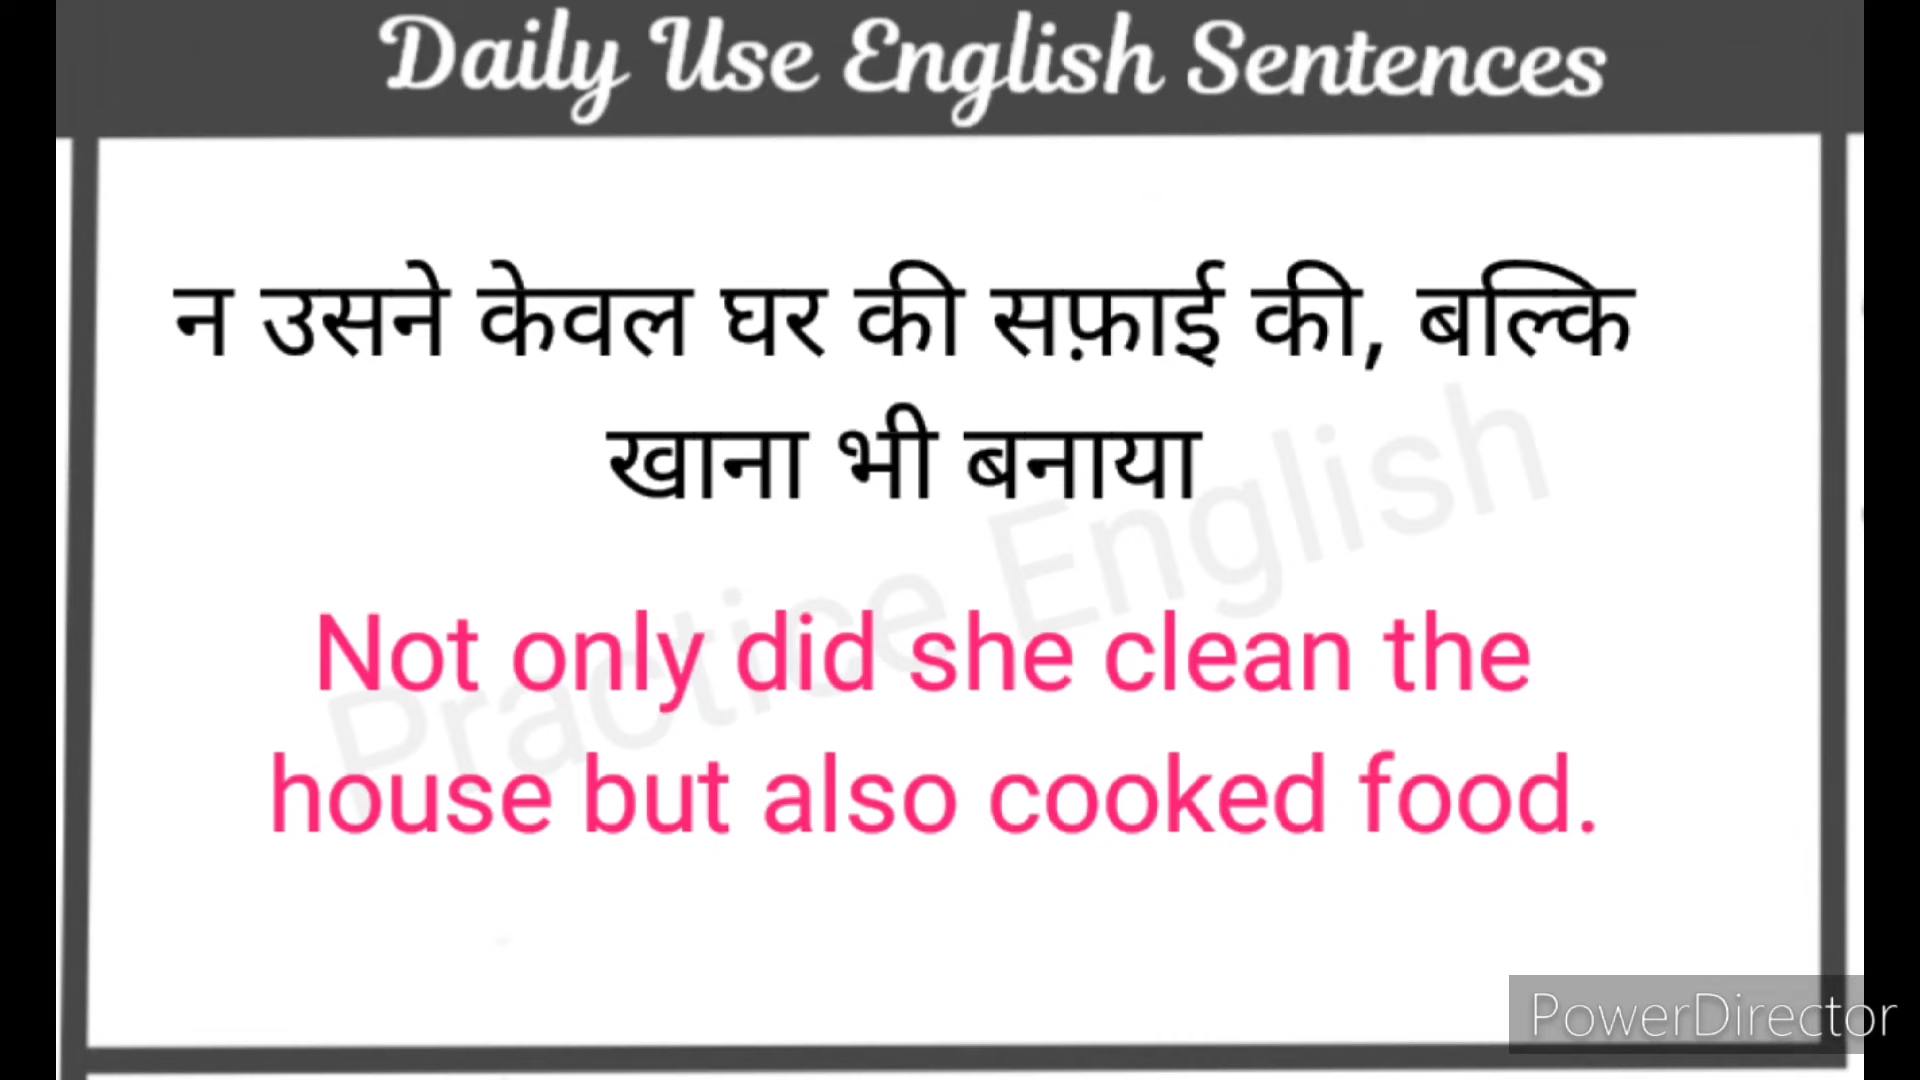 Daily Use English Sentences
न उसने केवल घर की सफ़ाई की, बल्कि
खाना भी बनाया
Practice English
Not only did she clean the
house but also cooked food.
PowerDirector